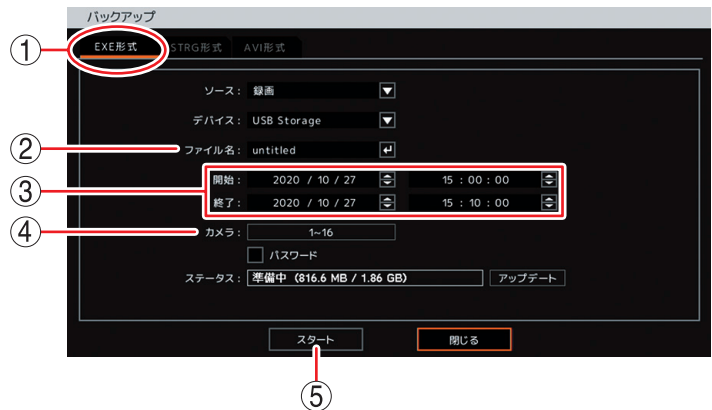 バックアップ
① EXE形式 STRG形式 AVI形式
ソース : 録画
デバイス : USB Storage
② ファイル名 : untitled
③ 開始 : 2020 / 10 / 27 15 : 00 : 00
終了 : 2020 / 10 / 27 15 : 10 : 00
④ カメラ : 1~16
パスワード
ステータス : 準備中 (816.6 MB / 1.86 GB) アップデート
スタート 閉じる
⑤